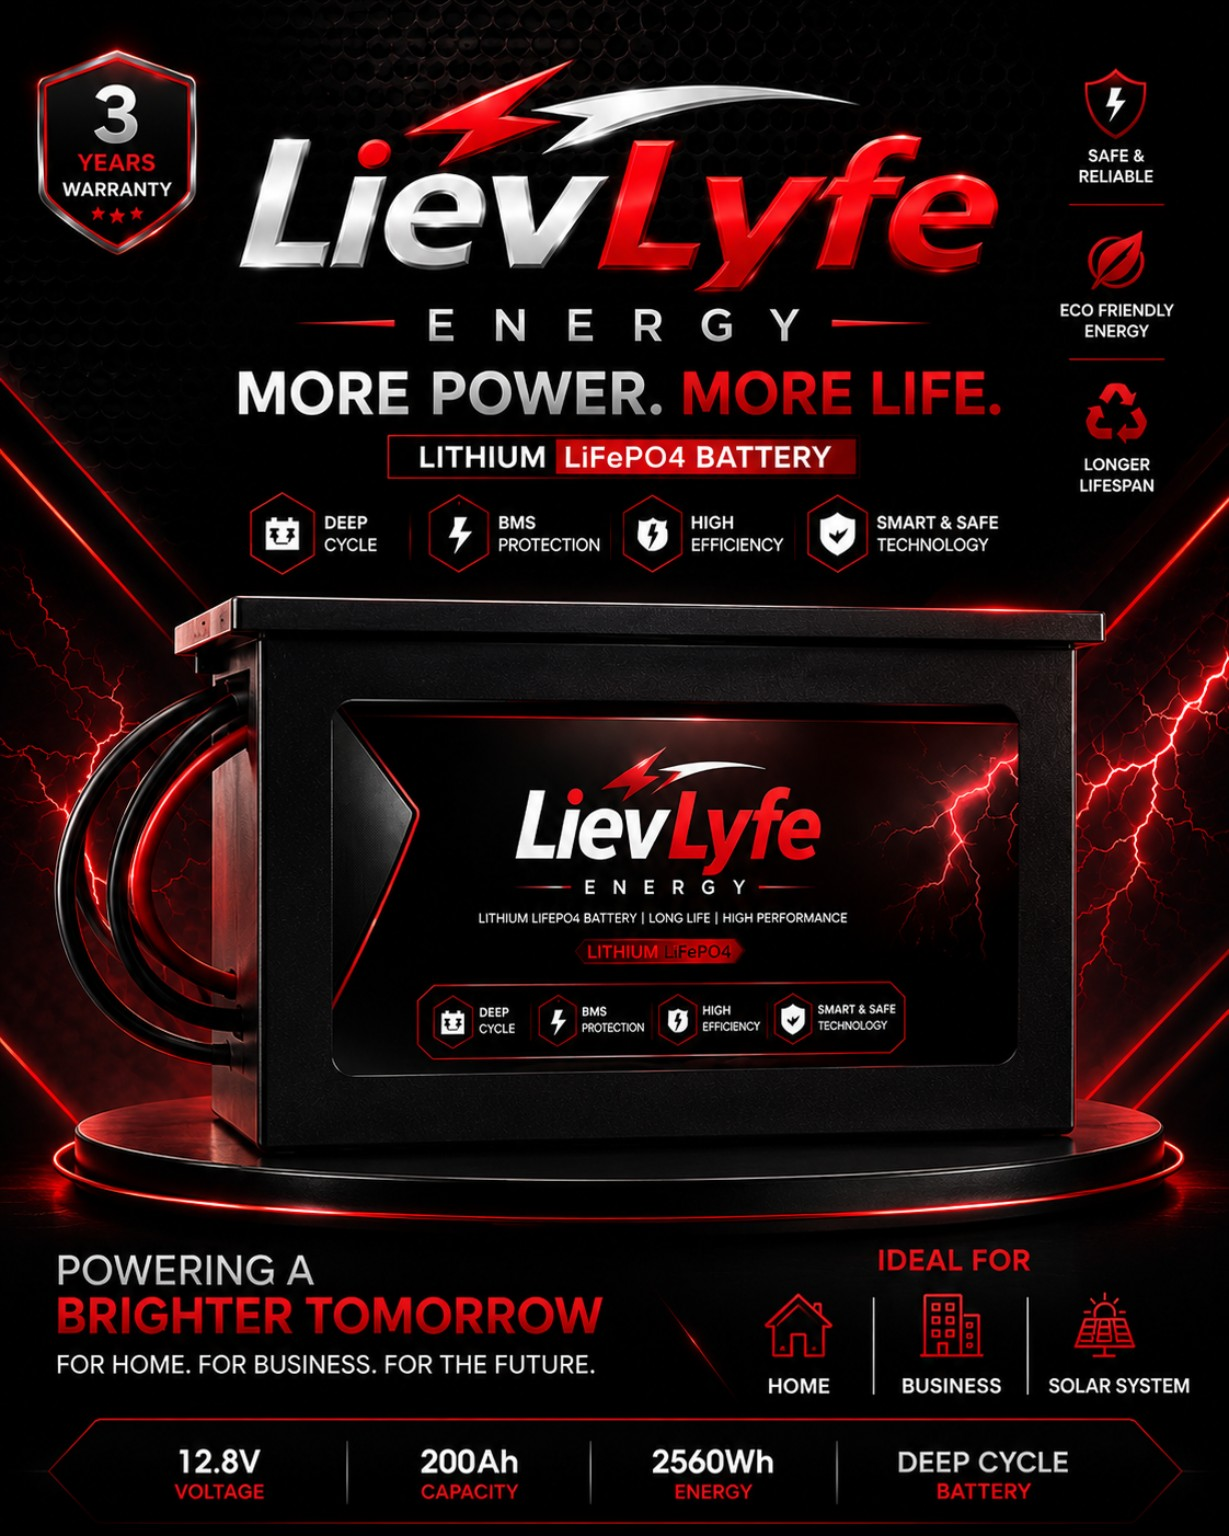 3
YEARS
WARRANTY
LievLyfe
ENERGY
MORE POWER. MORE LIFE.
LITHIUM LiFePO4 BATTERY
SAFE &
RELIABLE
ECO FRIENDLY
ENERGY
LONGER
LIFESPAN
DEEP
CYCLE
BMS
PROTECTION
HIGH
EFFICIENCY
SMART & SAFE
TECHNOLOGY
LievLyfe
ENERGY
LITHIUM LIFEPO4 BATTERY | LONG LIFE | HIGH PERFORMANCE
LITHIUM LiFePO4
DEEP
CYCLE
BMS
PROTECTION
HIGH
EFFICIENCY
SMART & SAFE
TECHNOLOGY
POWERING A
BRIGHTER TOMORROW
FOR HOME. FOR BUSINESS. FOR THE FUTURE.
IDEAL FOR
HOME
BUSINESS
SOLAR SYSTEM
12.8V
VOLTAGE
200Ah
CAPACITY
2560Wh
ENERGY
DEEP CYCLE
BATTERY